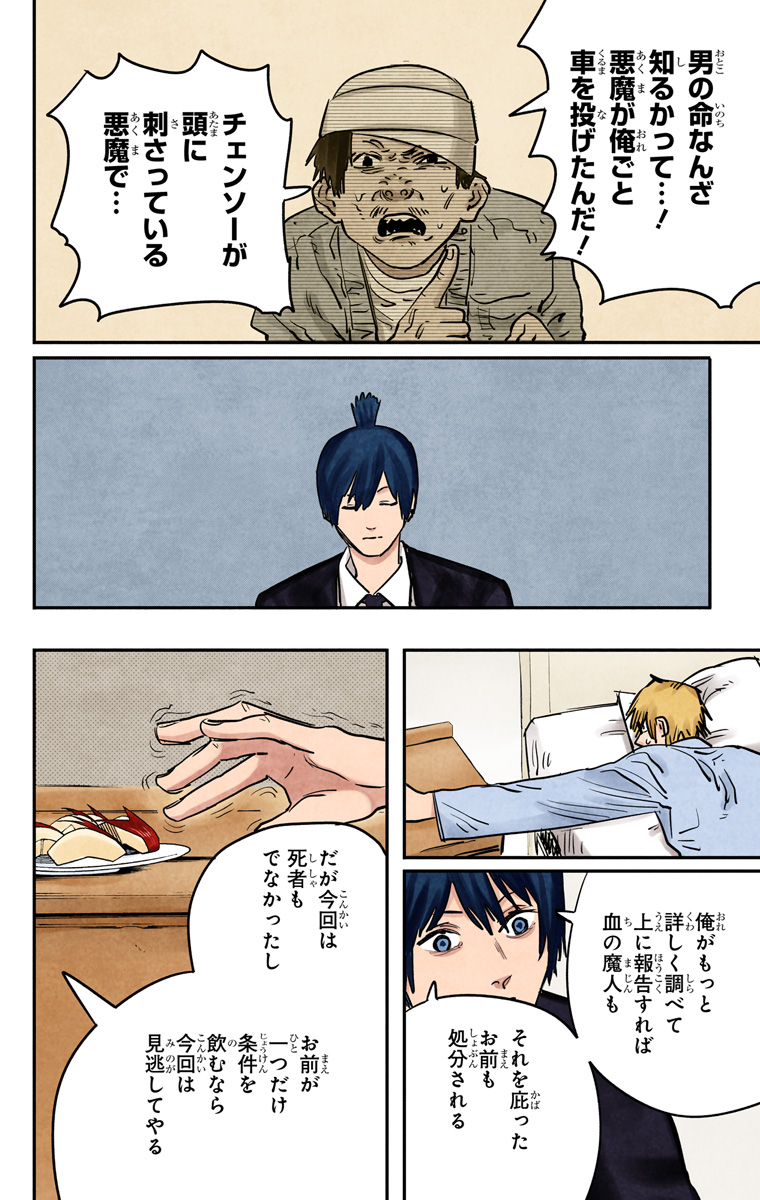 男の命なんざ
知るかって…！
悪魔が俺ごと
車を投げたんだ！
チェンソーが
頭に
刺さっている
悪魔で…
俺がもっと
詳しく調べて
上に報告すれば
血の魔人も
それを庇った
お前も
処分される
だが今回は
死者も
でなかったし
お前が
一つだけ
条件を
飲むなら
今回は
見逃してやる